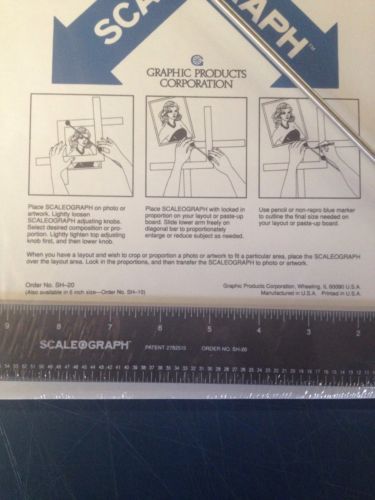 SCALEOGRAPH™
GRAPHIC PRODUCTS
CORPORATION
Place SCALEOGRAPH on photo or
artwork. Lightly loosen
SCALEOGRAPH adjusting knobs.
Select desired composition or pro-
portion. Lightly tighten top adjusting
knob first, and then lower knob.
Place SCALEOGRAPH with locked in
proportion on your layout or paste-up
board. Slide lower arm freely on
diagonal bar to proportionately
enlarge or reduce subject as needed.
Use pencil or non-repro blue marker
to outline the final size needed on
your layout or paste-up board.
When you have a layout and wish to crop or proportion a photo or artwork to fit a particular area, place the SCALEOGRAPH
over the layout area. Lock in the proportions, and then transfer the SCALEOGRAPH to photo or artwork.
Order No. SH-20
(Also available in 6 inch size—Order No. SH-10)
Graphic Products Corporation, Wheeling, IL 60090 U.S.A.
Manufactured in U.S.A. Printed in U.S.A.
9 8 7 6 5 4 3 2
SCALEOGRAPH™ PATENT 2782510 ORDER NO. SH-20